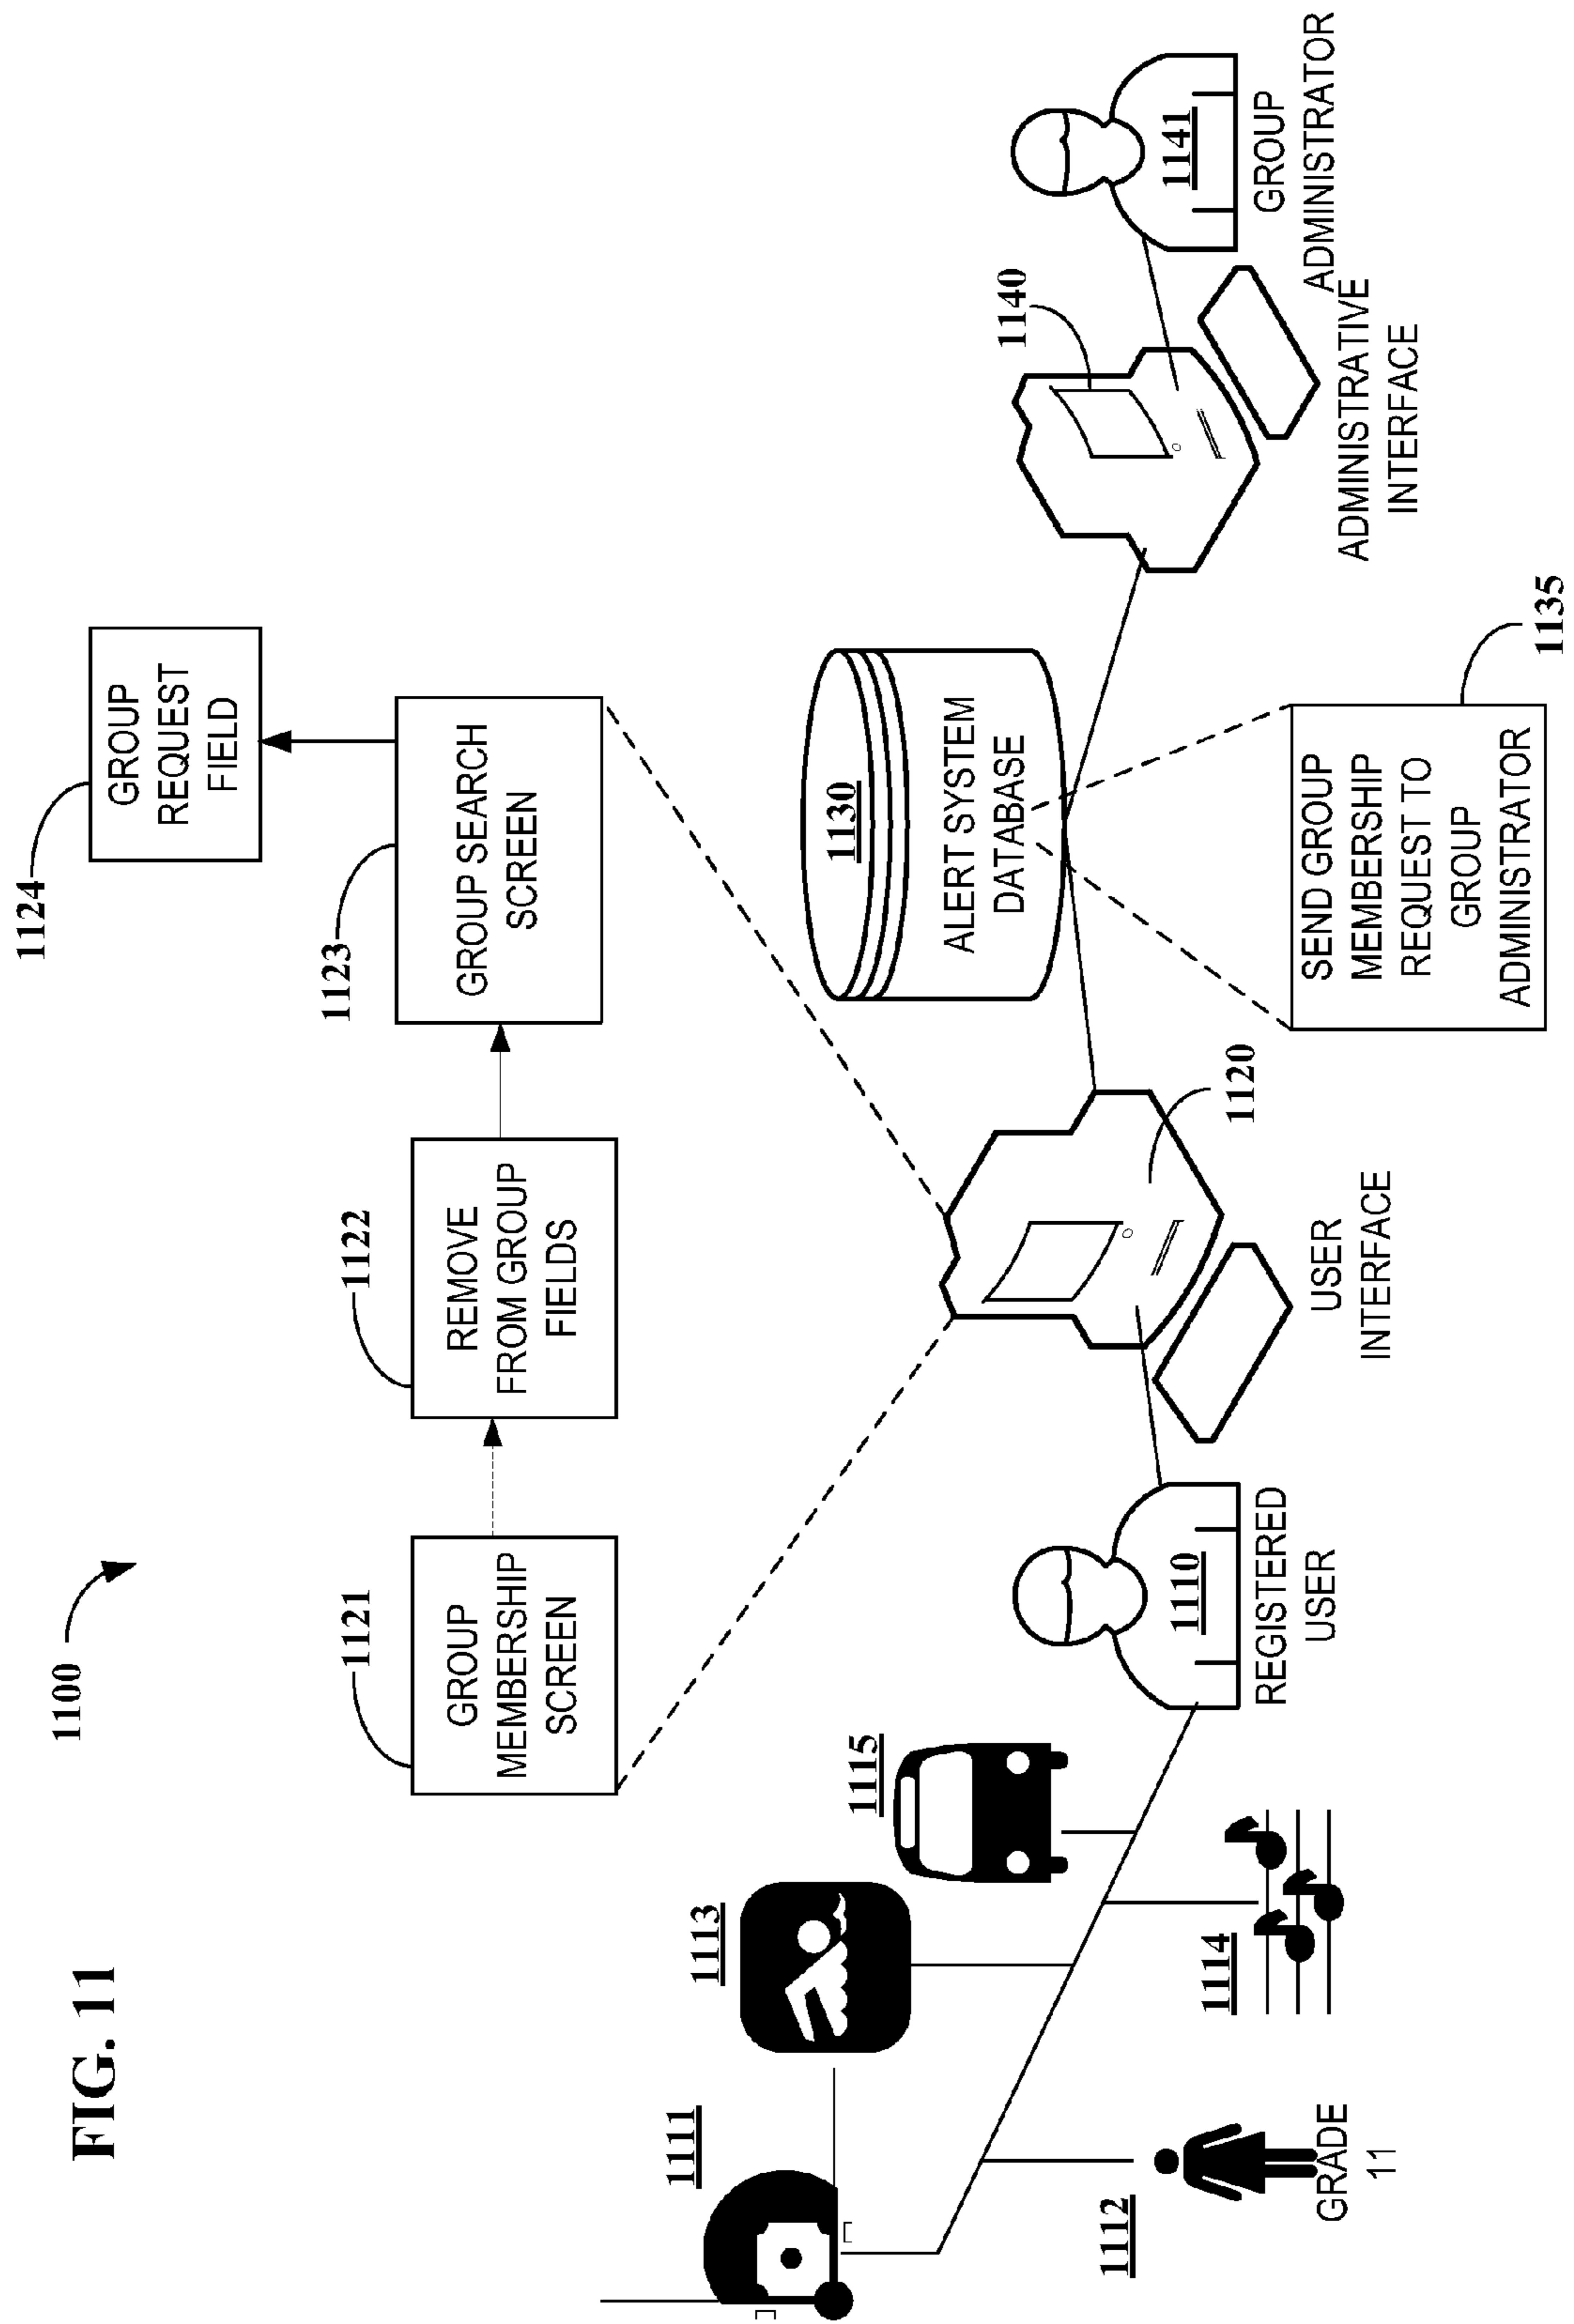 FIG. 11
1100
1124
GROUP
REQUEST
FIELD
1121
GROUP
MEMBERSHIP
SCREEN
1122
REMOVE
FROM GROUP
FIELDS
1123
GROUP SEARCH
SCREEN
1111
1113
1115
1130
ALERT SYSTEM
DATABASE
1140
1112
GRADE
11
1114
1110
REGISTERED
USER
1120
USER
INTERFACE
1135
SEND GROUP
MEMBERSHIP
REQUEST TO
GROUP
ADMINISTRATOR
ADMINISTRATIVE
INTERFACE
1141
GROUP
ADMINISTRATOR